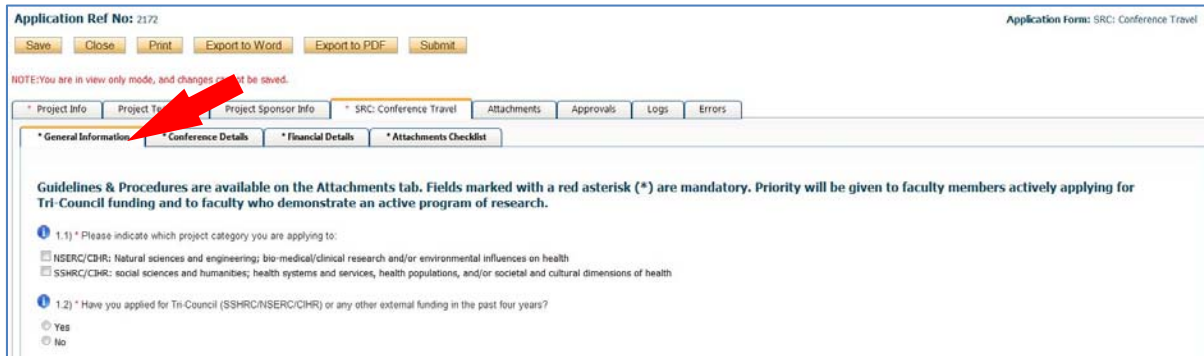 Application Ref No: 2172 Application Form: SRC: Conference Travel
Save Close Print Export to Word Export to PDF Submit
NOTE:You are in view only mode, and changes be saved.
* Project Info Project Project Sponsor Info * SRC: Conference Travel Attachments Approvals Logs Errors
* General Information * Conference Details * Financial Details * Attachments Checklist
Guidelines & Procedures are available on the Attachments tab. Fields marked with a red asterisk (*) are mandatory. Priority will be given to faculty members actively applying for
Tri-Council funding and to faculty who demonstrate an active program of research.
1.1) * Please indicate which project category you are applying to:
NSERC/CIHR: Natural sciences and engineering; bio-medical/clinical research and/or environmental influences on health
SSHRC/CIHR: social sciences and humanities; health systems and services, health populations, and/or societal and cultural dimensions of health
1.2) * Have you applied for Tri-Council (SSHRC/NSERC/CIHR) or any other external funding in the past four years?
Yes
No